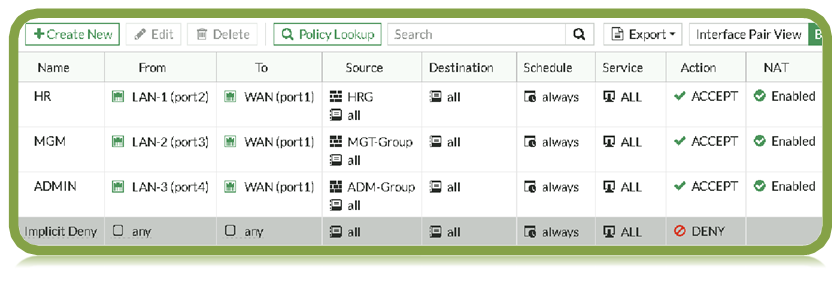 + Create New Edit Delete Policy Lookup Search Export Interface Pair View B
Name From To Source Destination Schedule Service Action NAT
HR LAN-1 (port2) WAN (port1) HRG all always ALL ACCEPT Enabled
all
MGM LAN-2 (port3) WAN (port1) MGT-Group all always ALL ACCEPT Enabled
all
ADMIN LAN-3 (port4) WAN (port1) ADM-Group all always ALL ACCEPT Enabled
all
Implicit Deny any any all all always ALL DENY